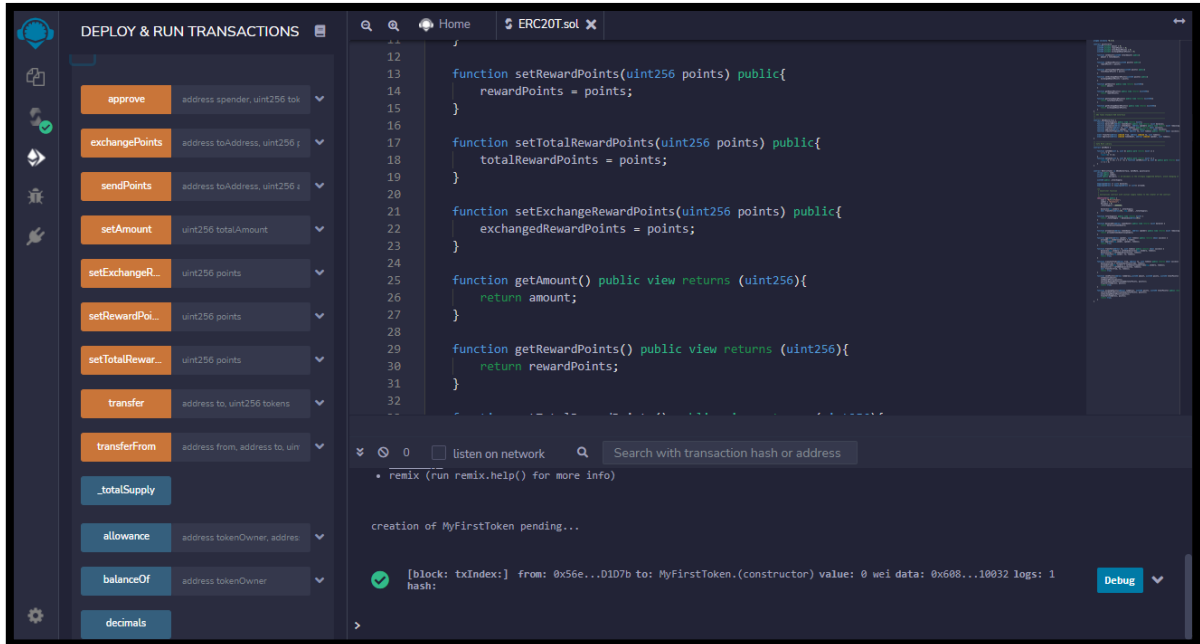 DEPLOY & RUN TRANSACTIONS
approve address spender, uint256 tok
exchangePoints address toAddress, uint256 p
sendPoints address toAddress, uint256 a
setAmount uint256 totalAmount
setExchangeR... uint256 points
setRewardPoi... uint256 points
setTotalRewar... uint256 points
transfer address to, uint256 tokens
transferFrom address from, address to, uin
_totalSupply
allowance address tokenOwner, addres
balanceOf address tokenOwner
decimals
Home ERC20T.sol
11 }
12
13 function setRewardPoints(uint256 points) public{
14 rewardPoints = points;
15 }
16
17 function setTotalRewardPoints(uint256 points) public{
18 totalRewardPoints = points;
19 }
20
21 function setExchangeRewardPoints(uint256 points) public{
22 exchangedRewardPoints = points;
23 }
24
25 function getAmount() public view returns (uint256){
26 return amount;
27 }
28
29 function getRewardPoints() public view returns (uint256){
30 return rewardPoints;
31 }
32
0 listen on network Search with transaction hash or address
• remix (run remix.help() for more info)
creation of MyFirstToken pending...
[block: txIndex:] from: 0x56e...D1D7b to: MyFirstToken.(constructor) value: 0 wei data: 0x608...10032 logs: 1
hash:
Debug
>